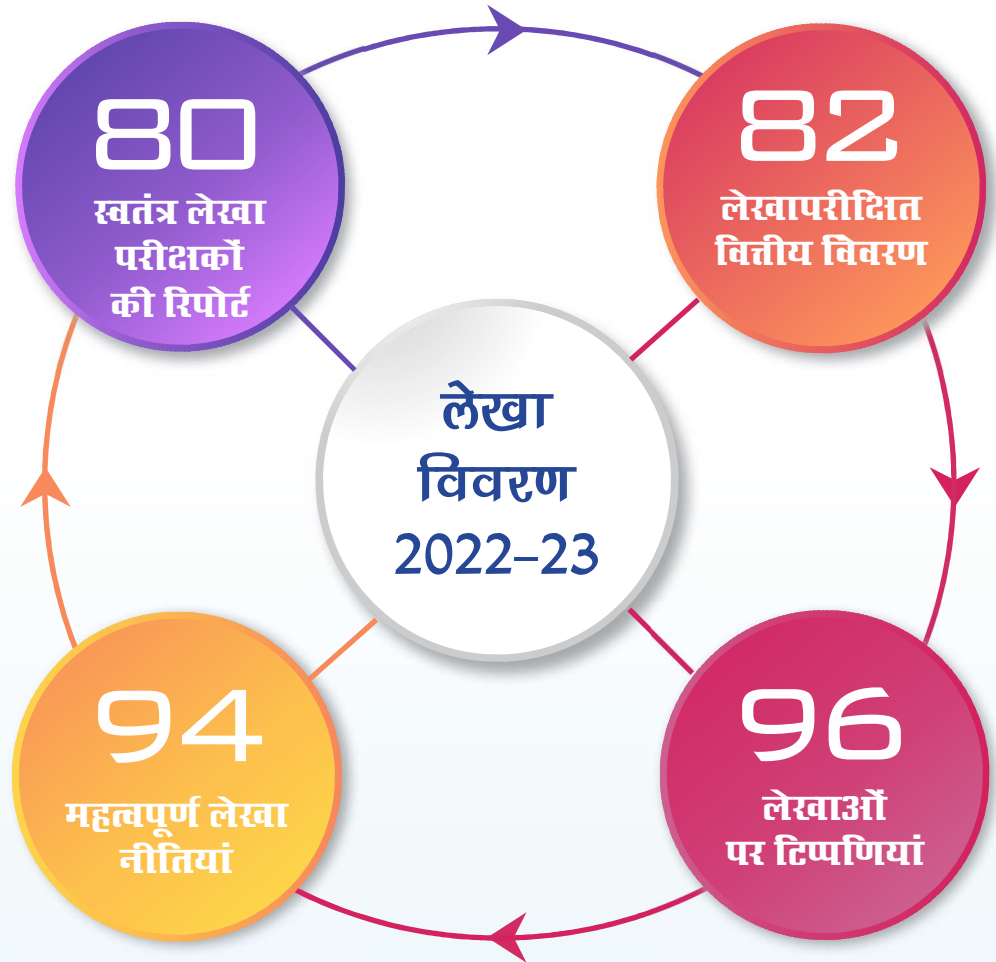 80
स्वतंत्र लेखा
परीक्षकों
की रिपोर्ट
82
लेखापरीक्षित
वित्तीय विवरण
लेखा
विवरण
2022–23
94
महत्वपूर्ण लेखा
नीतियां
96
लेखाओं
पर टिप्पणियां